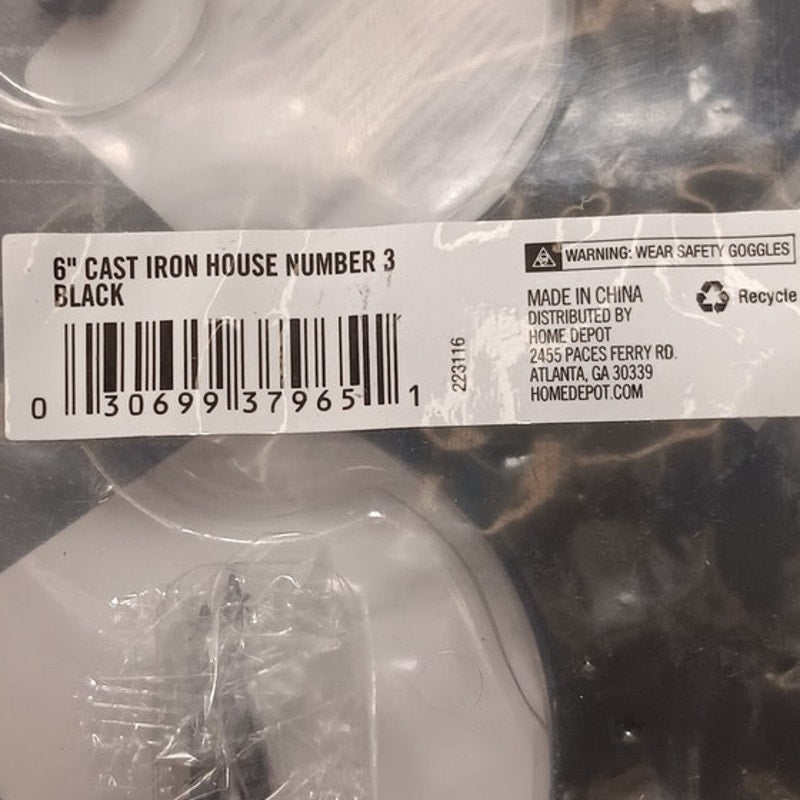 6" CAST IRON HOUSE NUMBER 3
BLACK
0 30699 37965 1
223116
WARNING: WEAR SAFETY GOGGLES
MADE IN CHINA
Recycle
DISTRIBUTED BY
HOME DEPOT
2455 PACES FERRY RD.
ATLANTA, GA 30339
HOMEDEPOT.COM